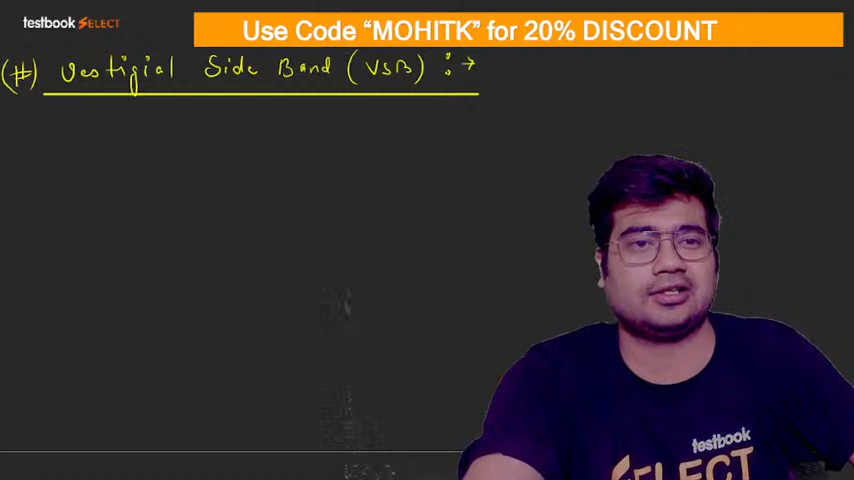 testbook SELECT
Use Code “MOHITK” for 20% DISCOUNT
(#) Vestigial Side Band (VSB) :→
testbook
SELECT